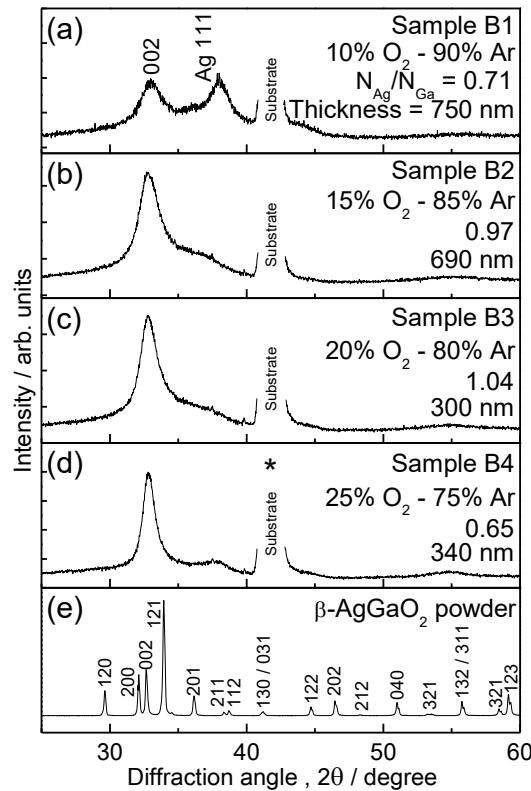 (a)
002
Ag 111
Substrate
Sample B1
10% O2 - 90% Ar
NAg/NGa = 0.71
Thickness = 750 nm
(b)
Substrate
Sample B2
15% O2 - 85% Ar
0.97
690 nm
(c)
Substrate
Sample B3
20% O2 - 80% Ar
1.04
300 nm
(d)
*
Substrate
Sample B4
25% O2 - 75% Ar
0.65
340 nm
(e)
β-AgGaO2 powder
120
200
002
121
201
211
112
130 / 031
122
202
212
040
321
132 / 311
321
123
Intensity / arb. units
30 40 50 60
Diffraction angle , 2θ / degree